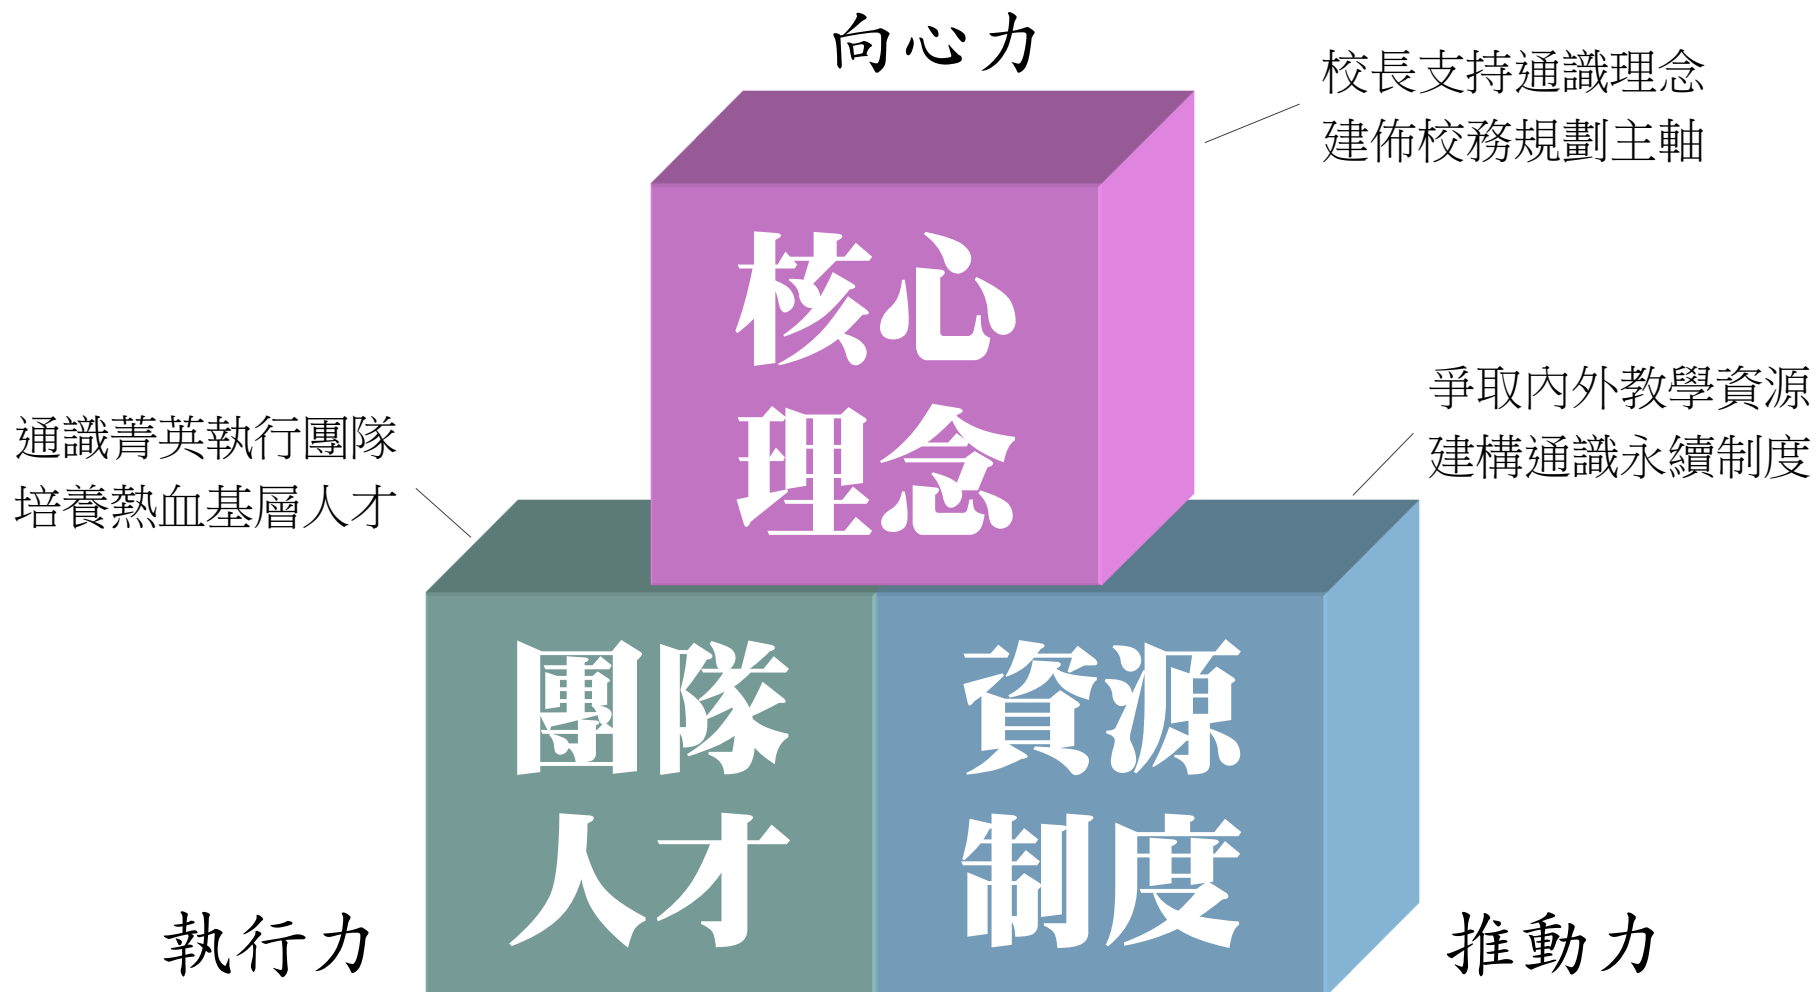 向心力
校長支持通識理念
建佈校務規劃主軸
核心
理念
通識菁英執行團隊
培養熱血基層人才
爭取內外教學資源
建構通識永續制度
團隊
人才
資源
制度
執行力
推動力